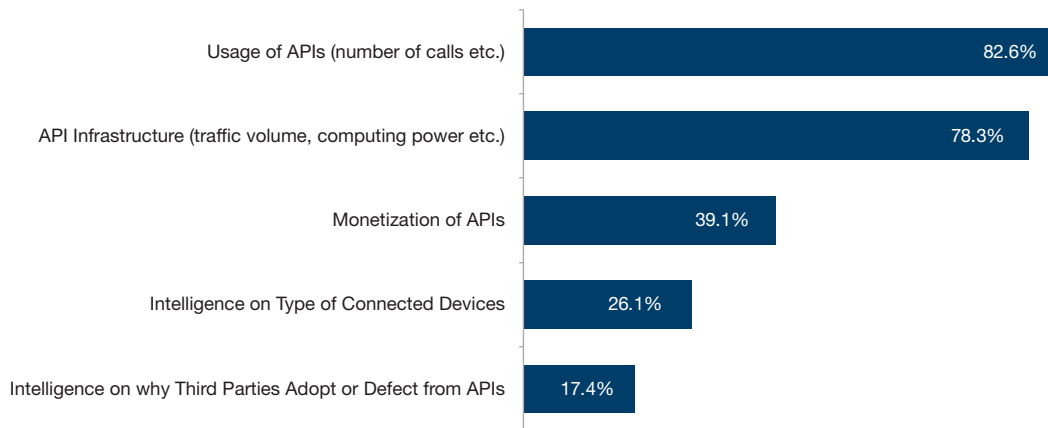 Usage of APIs (number of calls etc.) 82.6%
API Infrastructure (traffic volume, computing power etc.) 78.3%
Monetization of APIs 39.1%
Intelligence on Type of Connected Devices 26.1%
Intelligence on why Third Parties Adopt or Defect from APIs 17.4%